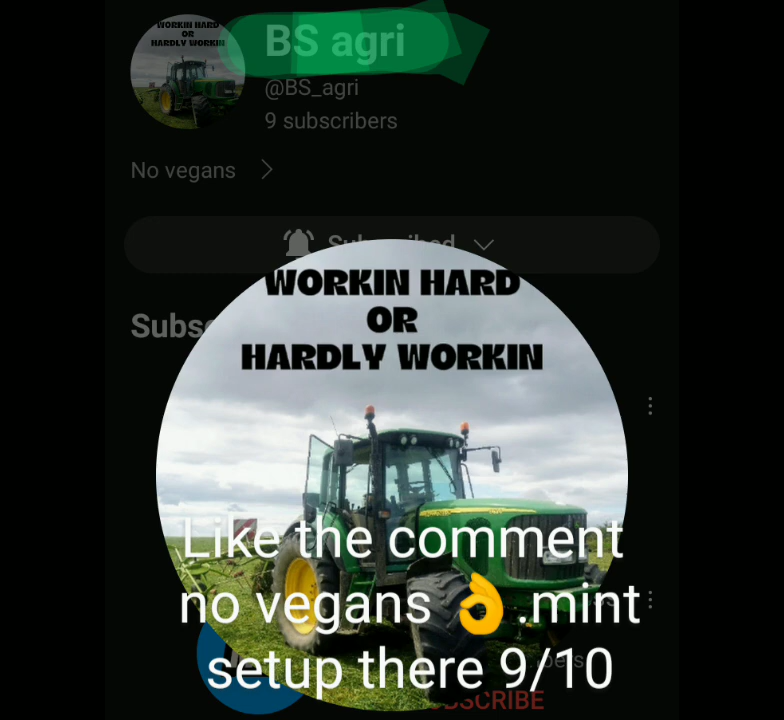 WORKIN HARD
OR
HARDLY WORKIN
BS agri
@BS_agri
9 subscribers
No vegans
Subscribed
WORKIN HARD
OR
HARDLY WORKIN
Like the comment
no vegans 👌 .mint
setup there 9/10